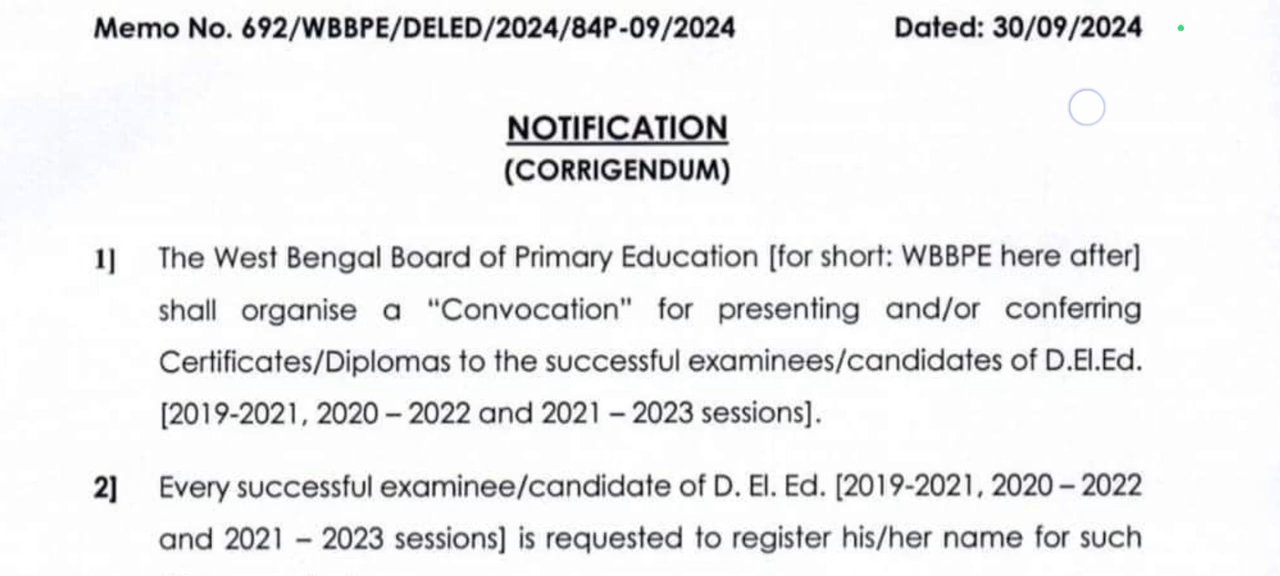 Memo No. 692/WBBPE/DELED/2024/84P-09/2024 Dated: 30/09/2024
NOTIFICATION
(CORRIGENDUM)
1] The West Bengal Board of Primary Education [for short: WBBPE here after]
shall organise a "Convocation" for presenting and/or conferring
Certificates/Diplomas to the successful examinees/candidates of D.El.Ed.
[2019-2021, 2020 – 2022 and 2021 – 2023 sessions].
2] Every successful examinee/candidate of D. El. Ed. [2019-2021, 2020 – 2022
and 2021 – 2023 sessions] is requested to register his/her name for such